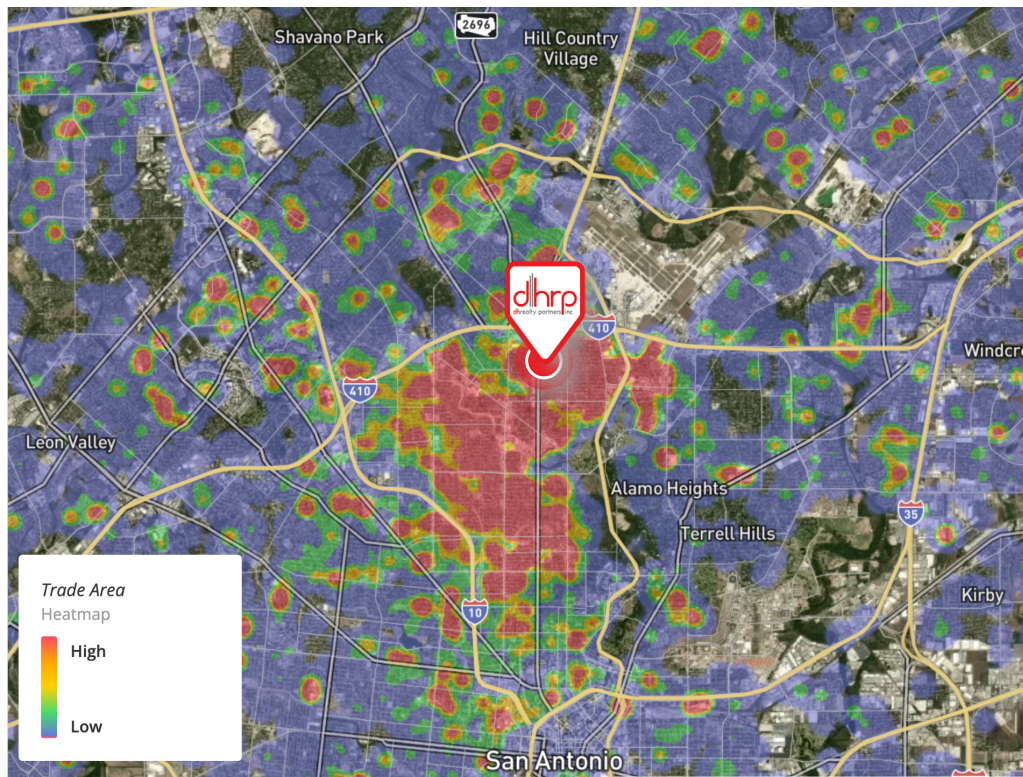 Shavano Park
2696
Hill Country
Village
dhrp
dhrealty partners, inc
410
Windcre
410
Leon Valley
Alamo Heights
35
Terrell Hills
Trade Area
Heatmap
High
Low
10
Kirby
San Antonio